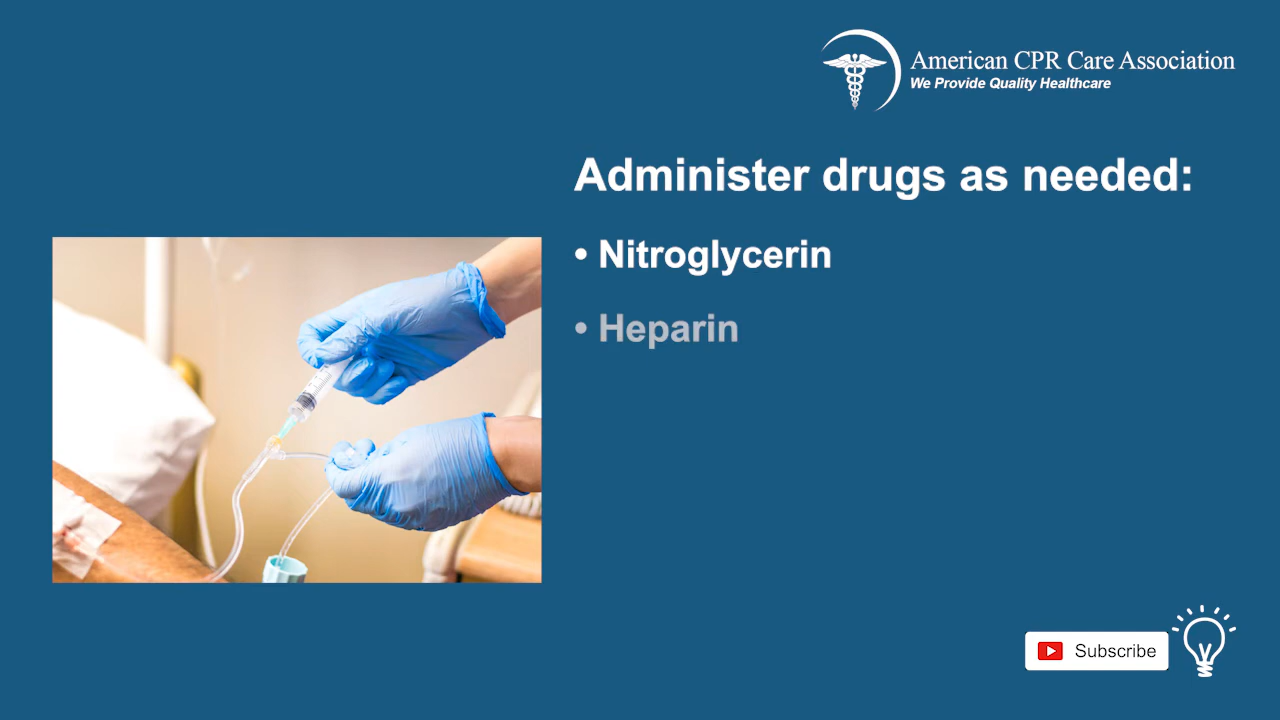 American CPR Care Association
We Provide Quality Healthcare
Administer drugs as needed:
• Nitroglycerin
• Heparin
Subscribe